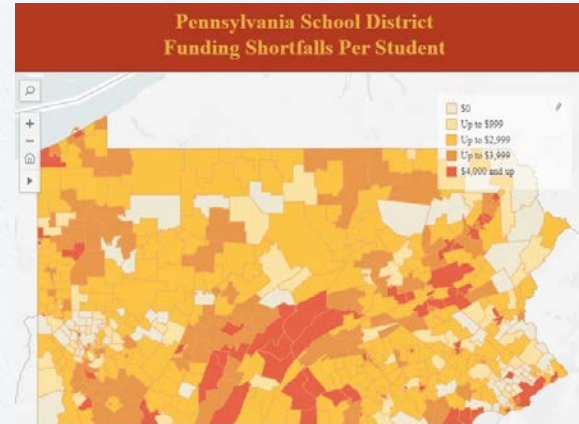 Pennsylvania School District
Funding Shortfalls Per Student
$0
Up to $999
Up to $2,999
Up to $3,999
$4,000 and up